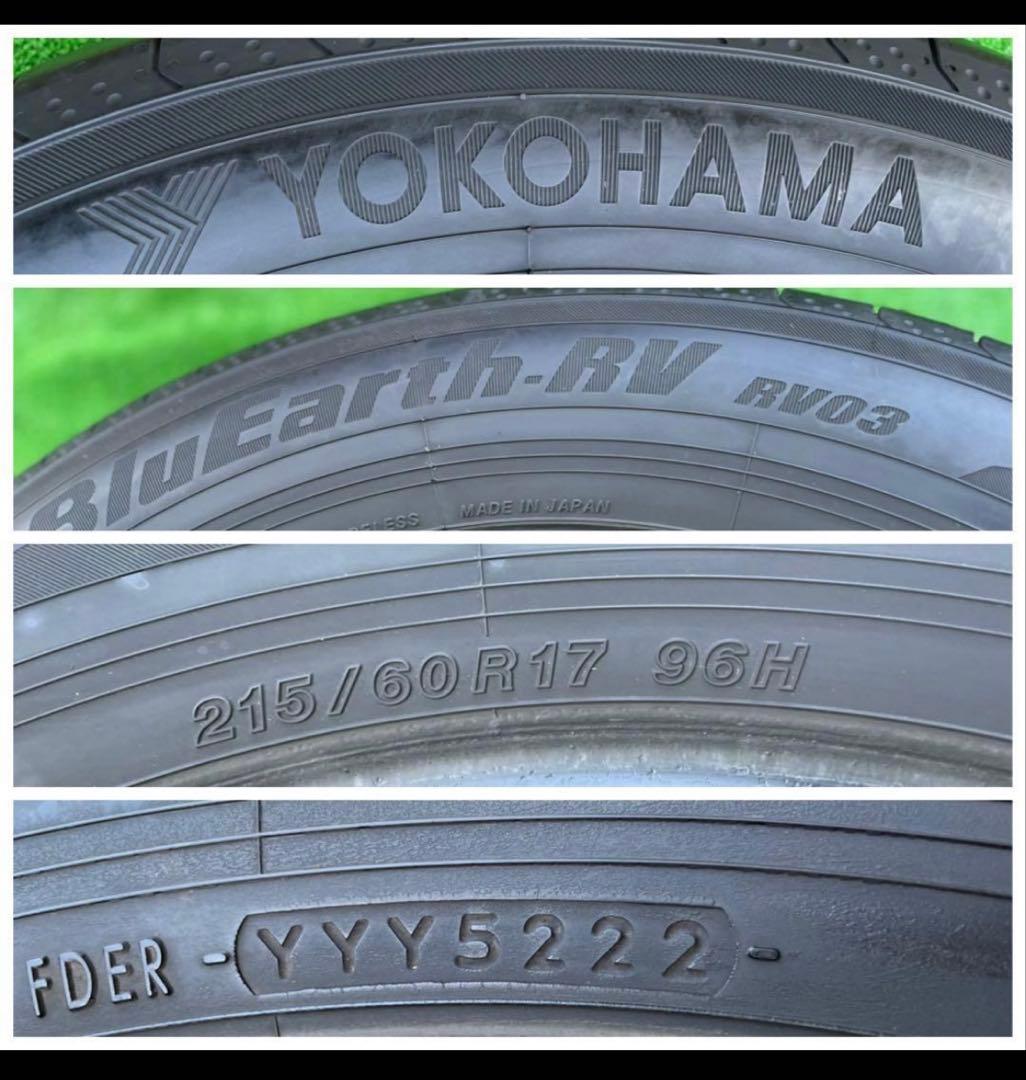 YOKOHAMA
BluEarth-RV RV03
MADE IN JAPAN
215/60R17 96H
FDER -YYY5222-